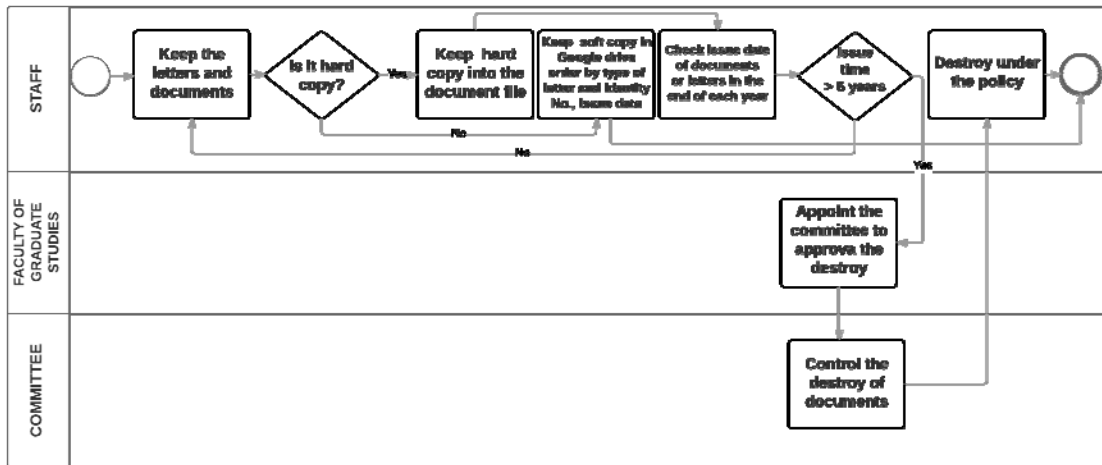 STAFF
Keep the
letters and
documents
Is it hard
copy?
Yes
Keep hard
copy into the
document file
Keep soft copy in
Google drive
order by type of
letter and identity
No., issue data
Check issue date
of documents
or letters in the
end of each year
Issue
time
> 5 years
Destroy under
the policy
No
No
Yes
FACULTY OF
GRADUATE
STUDIES
Appoint the
committee to
approva the
destroy
COMMITTEE
Control the
destroy of
documents